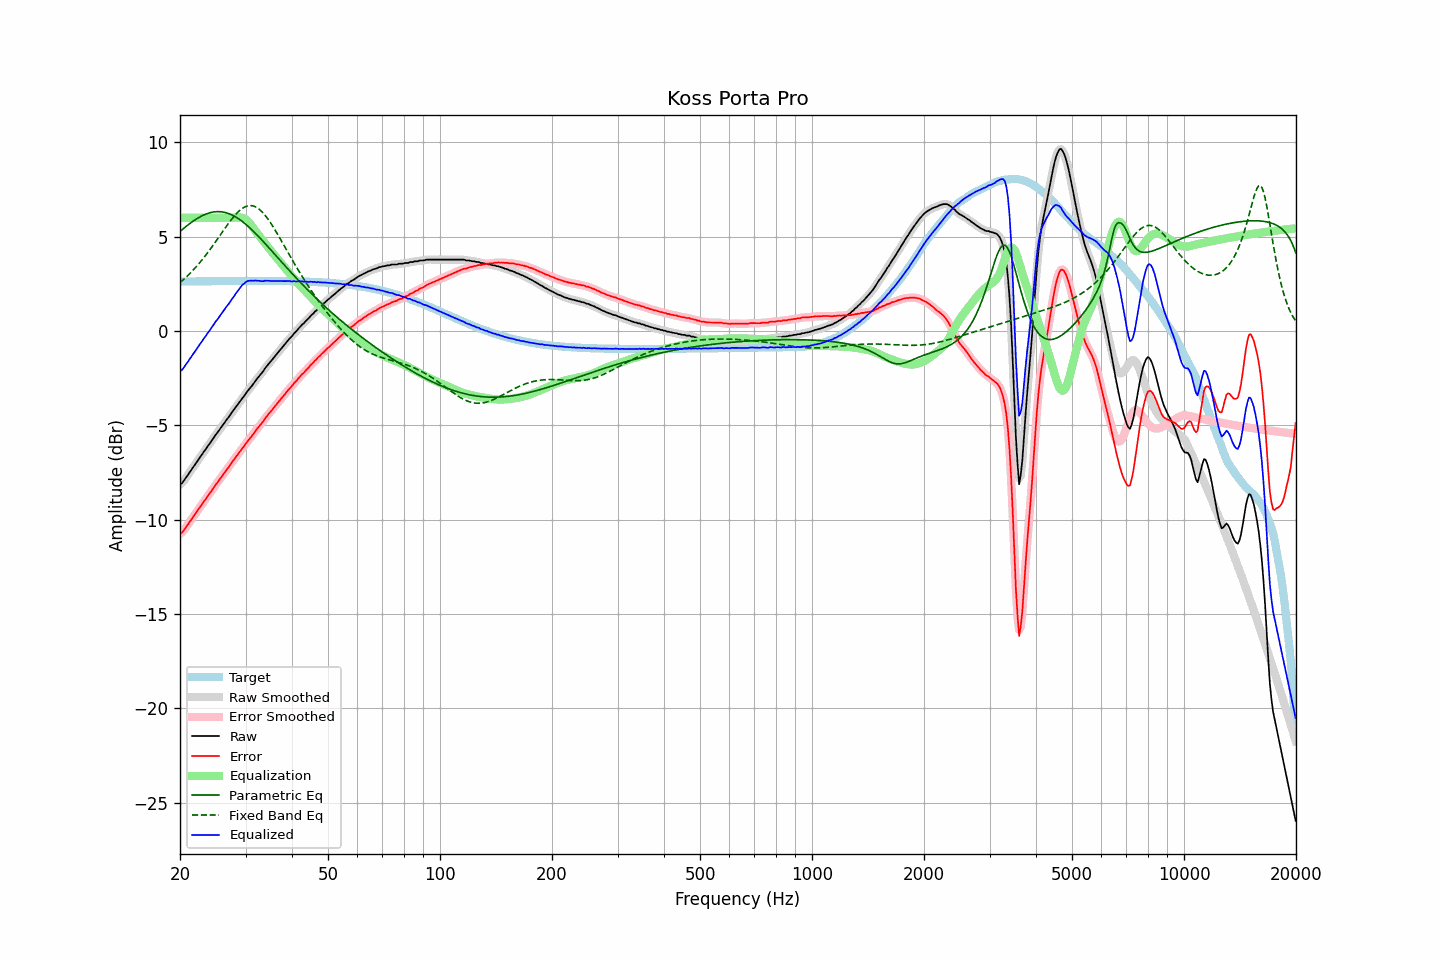 Koss Porta Pro
Amplitude (dBr)
10
5
0
−5
−10
−15
−20
−25
Target
Raw Smoothed
Error Smoothed
Raw
Error
Equalization
Parametric Eq
Fixed Band Eq
Equalized
20 50 100 200 500 1000 2000 5000 10000 20000
Frequency (Hz)